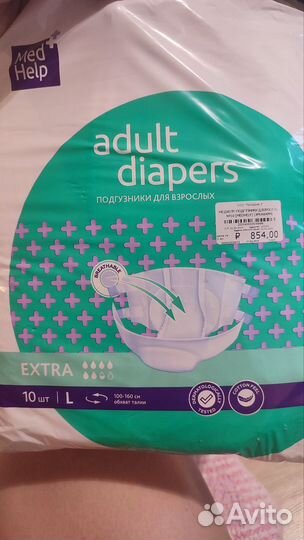 Med
Help
adult
diapers
ПОДГУЗНИКИ ДЛЯ ВЗРОСЛЫХ
₽ 854,00
BREATHABLE
EXTRA
10 шт L 100-160 см
обхват талии
DERMATOLOGICALLY
TESTED
COTTON FEEL
Avito